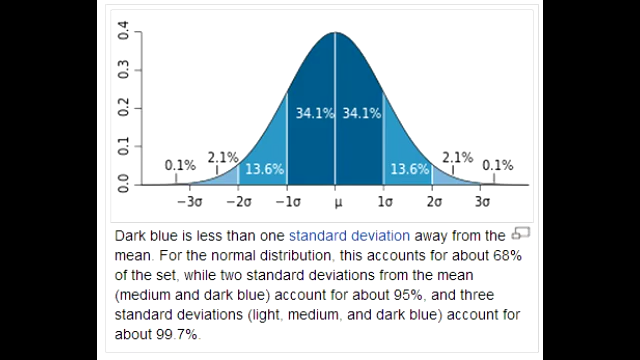 0.4
0.3
0.2
0.1
0.0
34.1% 34.1%
0.1% 2.1% 13.6% 13.6% 2.1% 0.1%
−3σ −2σ −1σ μ 1σ 2σ 3σ
Dark blue is less than one standard deviation away from the
mean. For the normal distribution, this accounts for about 68%
of the set, while two standard deviations from the mean
(medium and dark blue) account for about 95%, and three
standard deviations (light, medium, and dark blue) account for
about 99.7%.